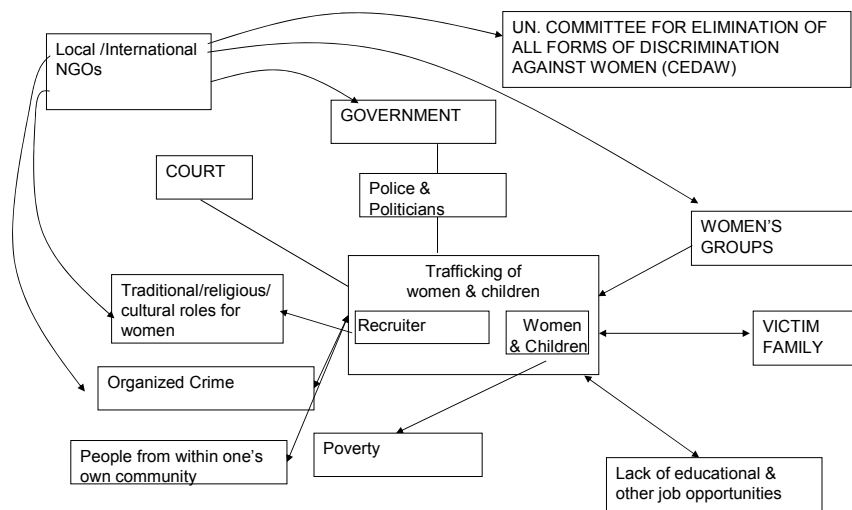 Local /International
NGOs
UN. COMMITTEE FOR ELIMINATION OF
ALL FORMS OF DISCRIMINATION
AGAINST WOMEN (CEDAW)
GOVERNMENT
COURT
Police &
Politicians
WOMEN'S
GROUPS
Trafficking of
women & children
Recruiter
Women
& Children
Traditional/religious/
cultural roles for
women
VICTIM
FAMILY
Organized Crime
People from within one's
own community
Poverty
Lack of educational &
other job opportunities